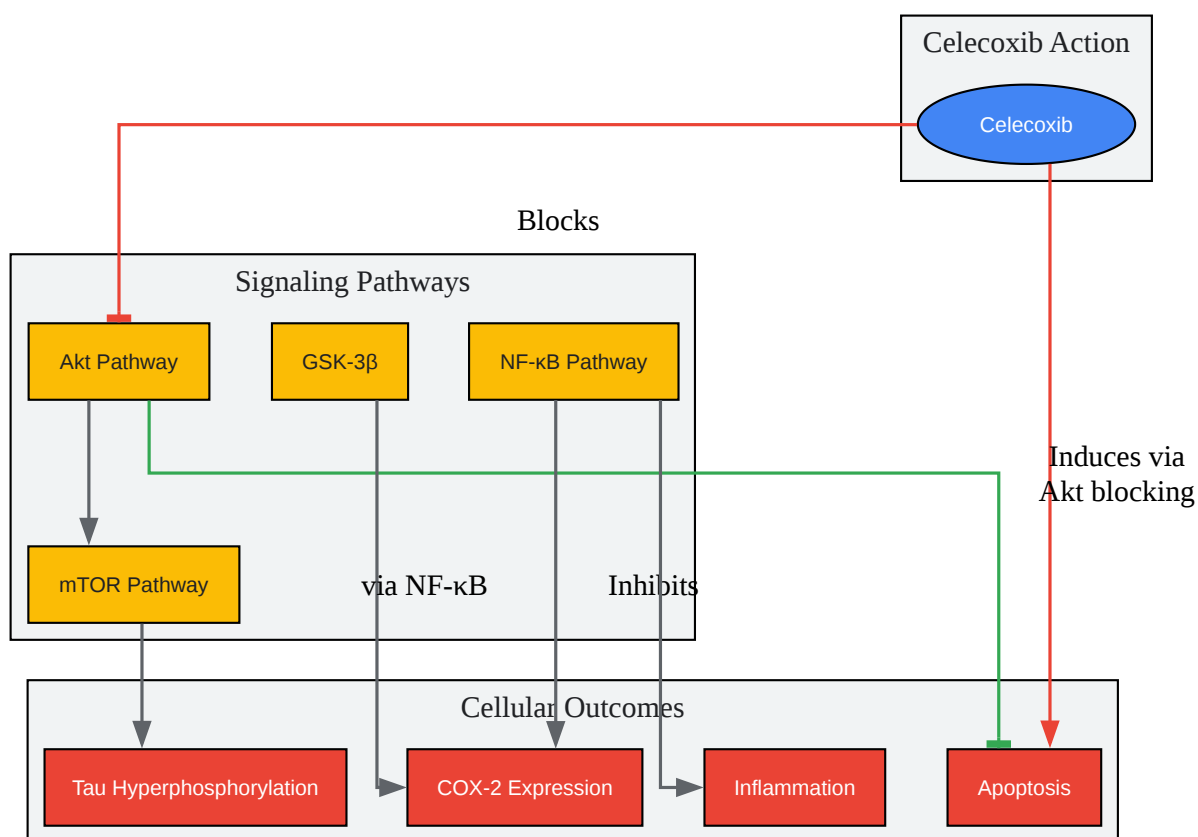 Celecoxib Action
Celecoxib
Blocks
Signaling Pathways
Akt Pathway
GSK-3β
NF-κB Pathway
Induces via
Akt blocking
mTOR Pathway
via NF-κB
Inhibits
Cellular Outcomes
Tau Hyperphosphorylation
COX-2 Expression
Inflammation
Apoptosis